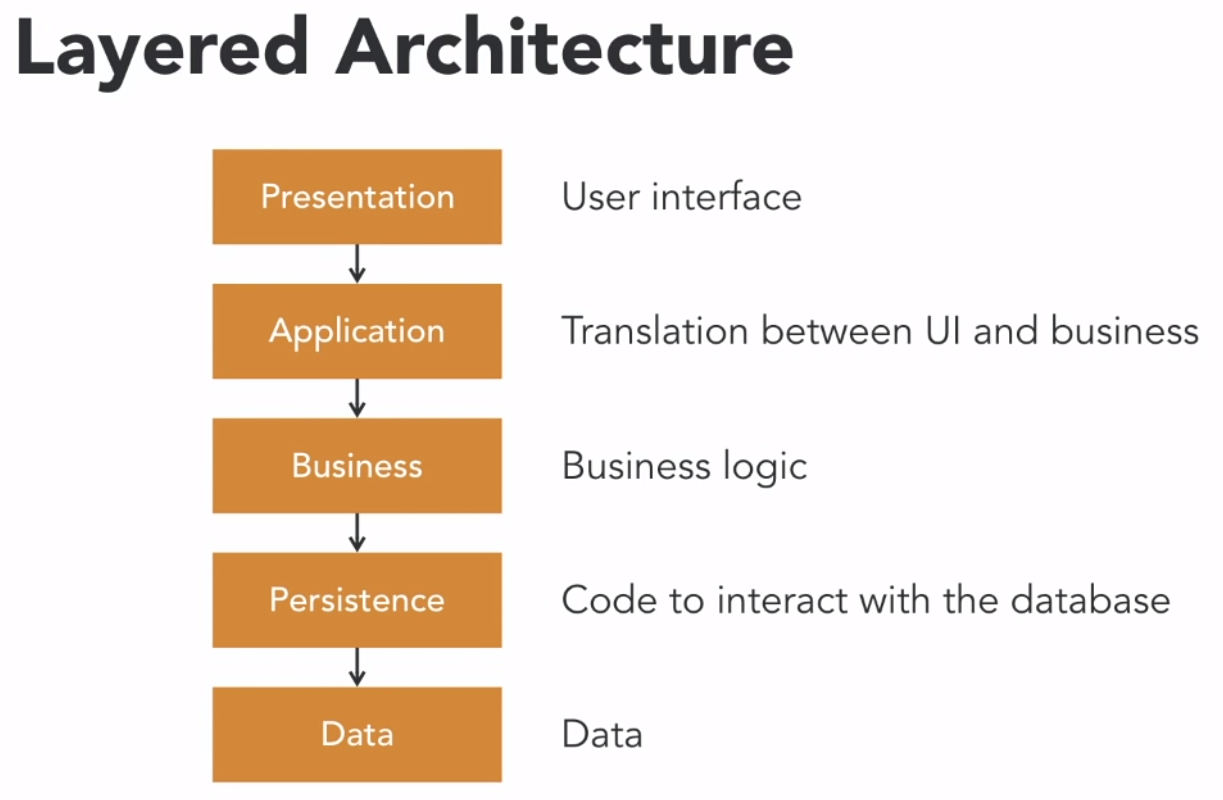 Layered Architecture
Presentation
User interface
Application
Translation between UI and business
Business
Business logic
Persistence
Code to interact with the database
Data
Data